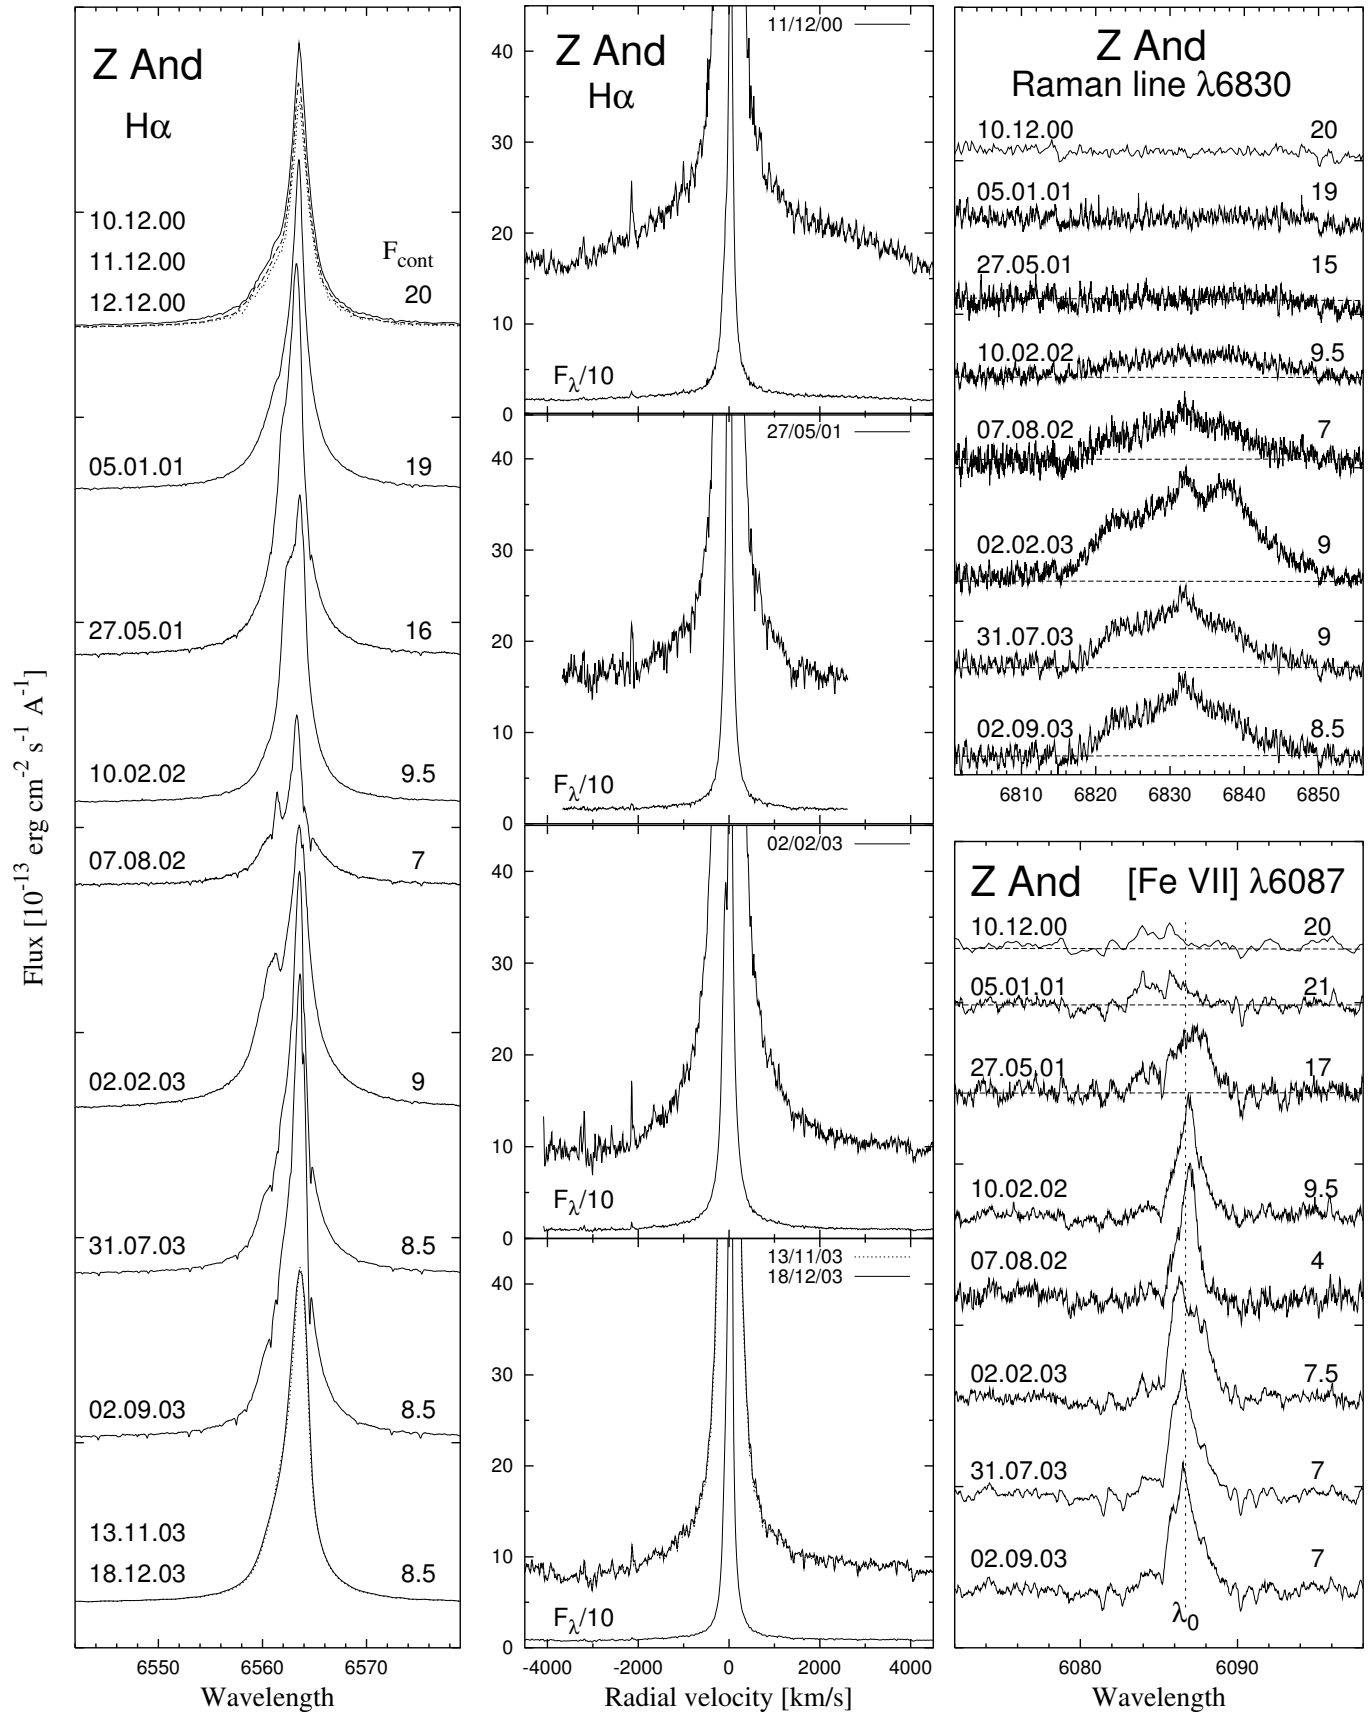 Flux [10-13 erg cm-2 s-1 A-1]
Z And
Hα
10.12.00
11.12.00
12.12.00
Fcont
20
05.01.01 19
27.05.01 16
10.02.02 9.5
07.08.02 7
02.02.03 9
31.07.03 8.5
02.09.03 8.5
13.11.03
18.12.03 8.5
6550 6560 6570
Wavelength
Z And
Hα
11/12/00
40
30
20
10
0
Fλ/10
27/05/01
40
30
20
10
0
Fλ/10
02/02/03
40
30
20
10
0
Fλ/10
13/11/03
18/12/03
40
30
20
10
0
Fλ/10
-4000 -2000 0 2000 4000
Radial velocity [km/s]
Z And
Raman line λ6830
10.12.00 20
05.01.01 19
27.05.01 15
10.02.02 9.5
07.08.02 7
02.02.03 9
31.07.03 9
02.09.03 8.5
6810 6820 6830 6840 6850
Z And [Fe VII] λ6087
10.12.00 20
05.01.01 21
27.05.01 17
10.02.02 9.5
07.08.02 4
02.02.03 7.5
31.07.03 7
02.09.03 7
λ0
6080 6090
Wavelength